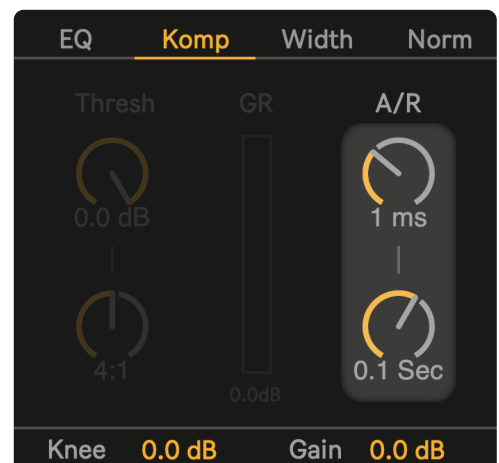 EQ Komp Width Norm
Thresh GR A/R
0.0 dB 1 ms
4:1 0.1 Sec
0.0dB
Knee 0.0 dB Gain 0.0 dB